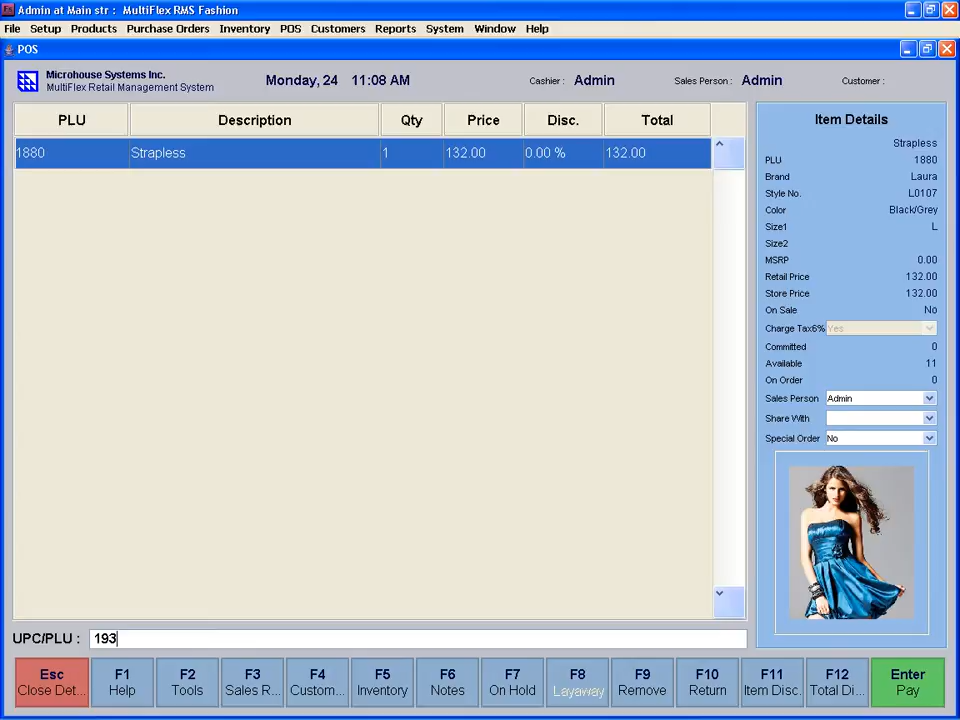 Admin at Main str : MultiFlex RMS Fashion
File Setup Products Purchase Orders Inventory POS Customers Reports System Window Help
POS
Microhouse Systems Inc.
MultiFlex Retail Management System
Monday, 24 11:08 AM
Cashier : Admin
Sales Person : Admin
Customer :
PLU Description Qty Price Disc. Total
1880 Strapless 1 132.00 0.00 % 132.00
Item Details
Strapless
PLU 1880
Brand Laura
Style No. L0107
Color Black/Grey
Size1 L
Size2
MSRP 0.00
Retail Price 132.00
Store Price 132.00
On Sale No
Charge Tax6% Yes
Committed 0
Available 11
On Order 0
Sales Person Admin
Share With
Special Order No
UPC/PLU : 193
Esc F1 F2 F3 F4 F5 F6 F7 F8 F9 F10 F11 F12 Enter
Close Det... Help Tools Sales R... Custom... Inventory Notes On Hold Layaway Remove Return Item Disc. Total Di... Pay